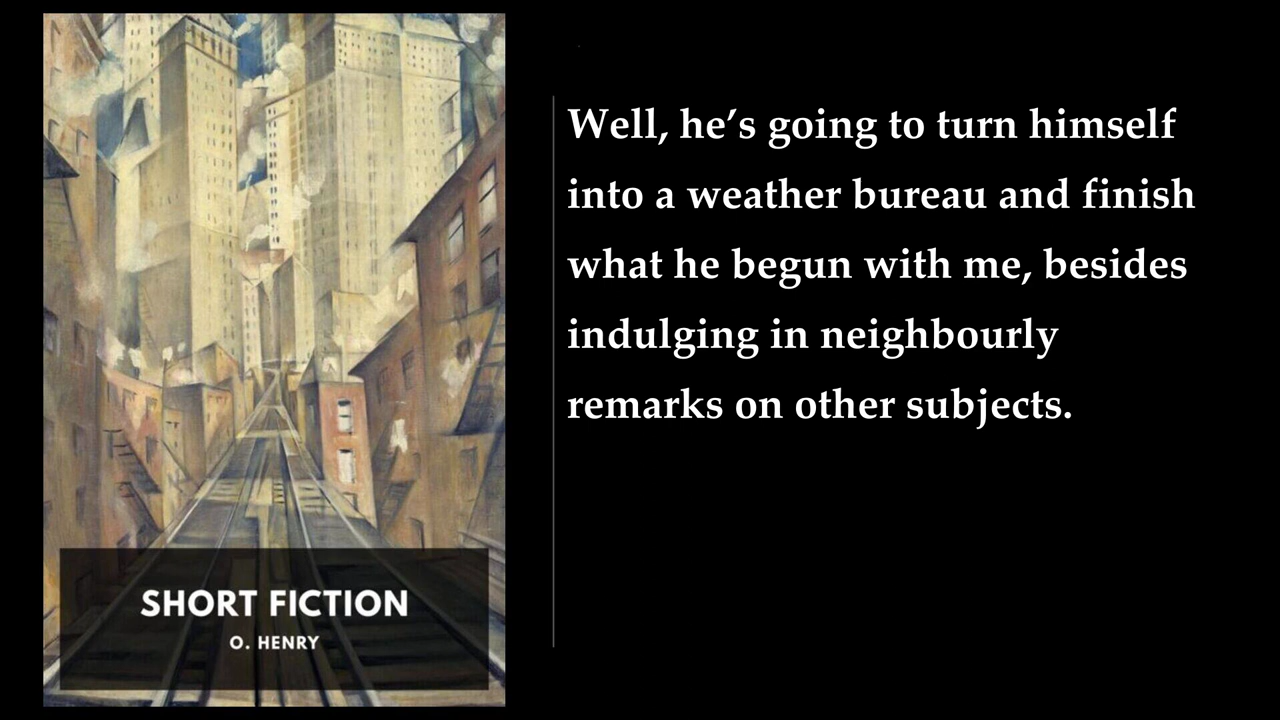 Well, he’s going to turn himself
into a weather bureau and finish
what he begun with me, besides
indulging in neighbourly
remarks on other subjects.
SHORT FICTION
O. HENRY